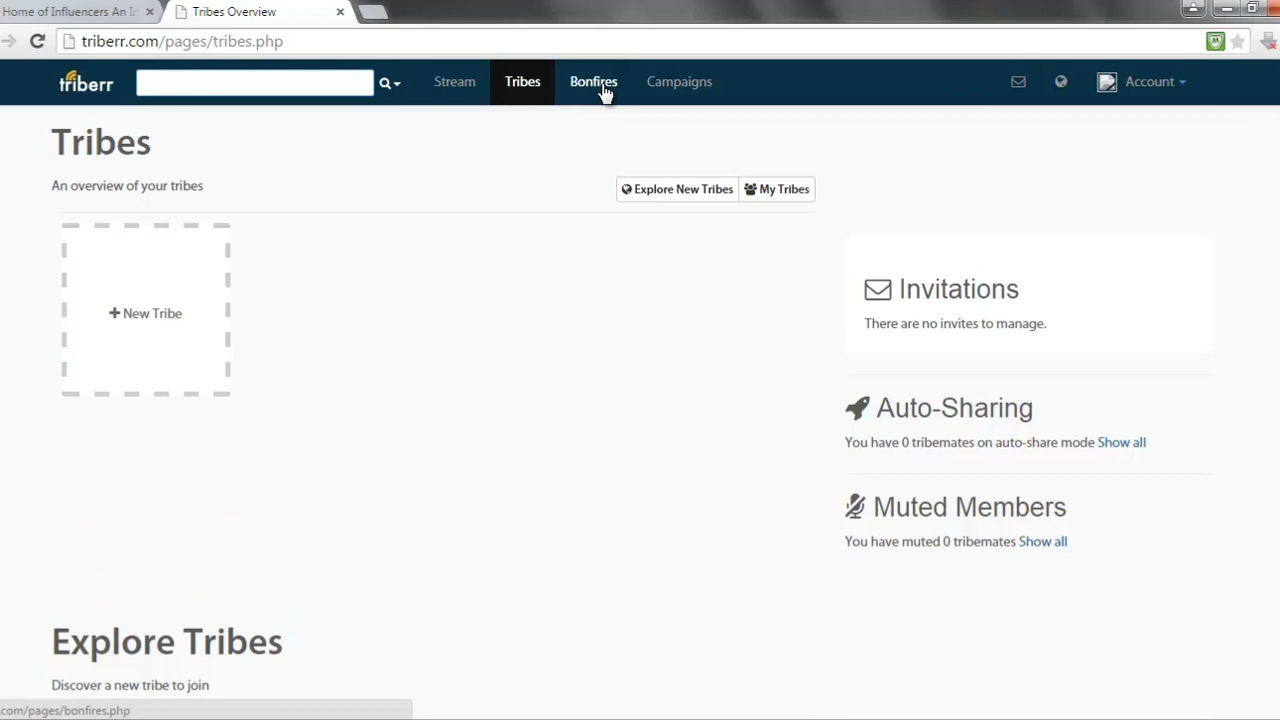 Home of Influencers An In
Tribes Overview
triberr.com/pages/tribes.php
triberr
Stream
Tribes
Bonfires
Campaigns
Account
Tribes
An overview of your tribes
Explore New Tribes
My Tribes
New Tribe
Invitations
There are no invites to manage.
Auto-Sharing
You have 0 tribemates on auto-share mode Show all
Muted Members
You have muted 0 tribemates Show all
Explore Tribes
Discover a new tribe to join
.com/pages/bonfires.php